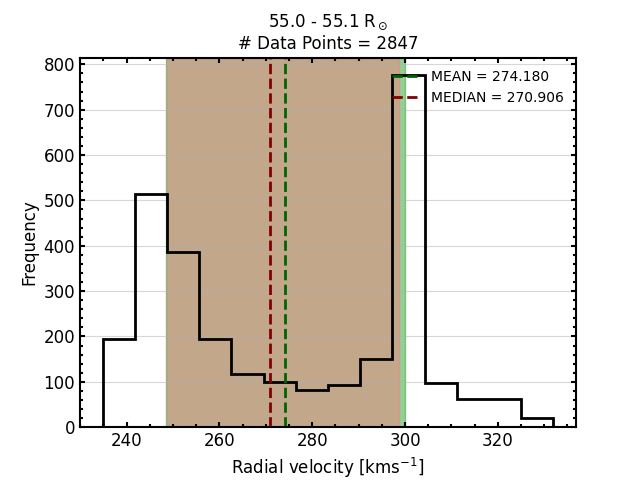 55.0 - 55.1 R⊙
# Data Points = 2847
MEAN = 274.180
MEDIAN = 270.906
800
700
600
500
400
300
200
100
0
Frequency
240
260
280
300
320
Radial velocity [kms⁻¹]